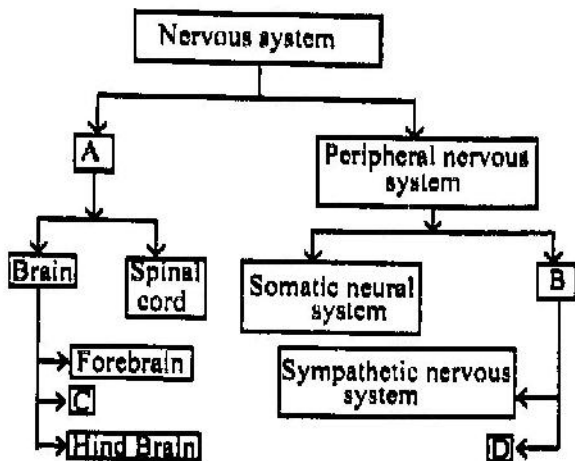 Nervous system
A
Peripheral nervous
system
Brain
Spinal
cord
Somatic neural
system
B
Forebrain
Sympathetic nervous
system
C
Hind Brain
D